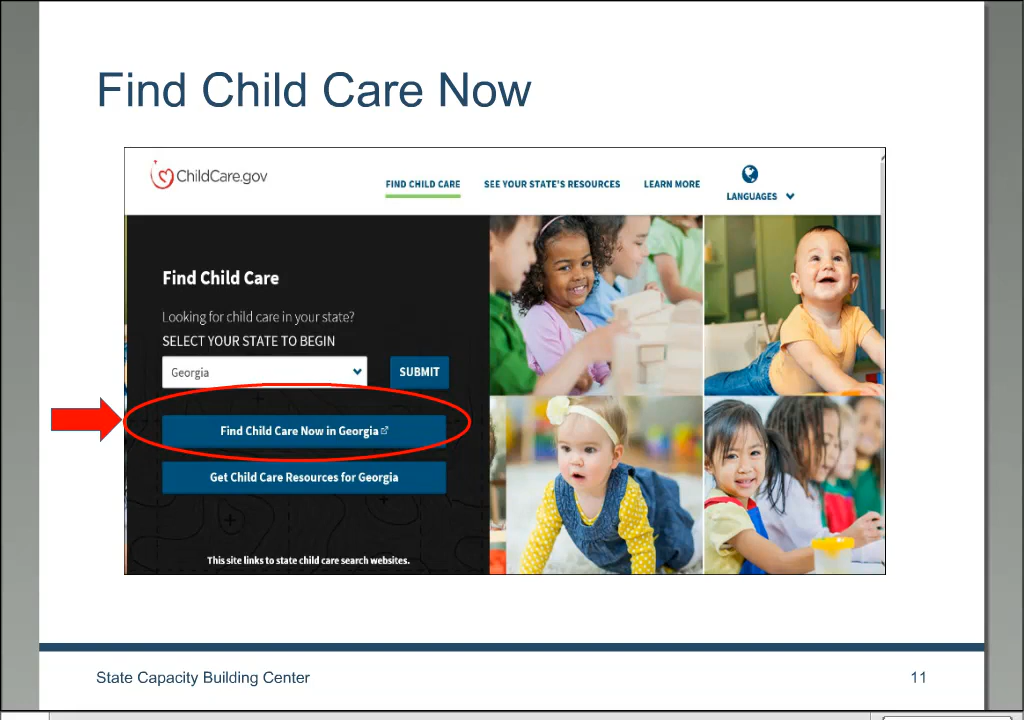 Find Child Care Now
ChildCare.gov
FIND CHILD CARE
SEE YOUR STATE'S RESOURCES
LEARN MORE
LANGUAGES
Find Child Care
Looking for child care in your state?
SELECT YOUR STATE TO BEGIN
Georgia
SUBMIT
Find Child Care Now in Georgia
Get Child Care Resources for Georgia
This site links to state child care search websites.
State Capacity Building Center
11